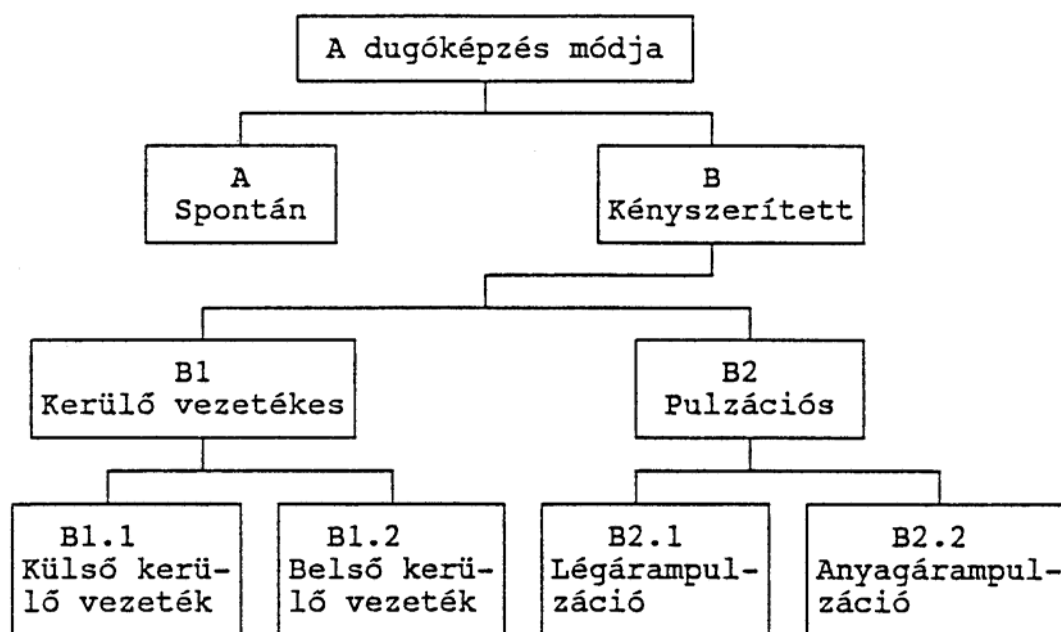 A dugóképzés módja
A
Spontán
B
Kényszerített
B1
Kerülő vezetékes
B2
Pulzációs
B1.1
Külső kerü-
lő vezeték
B1.2
Belső kerü-
lő vezeték
B2.1
Légárampul-
záció
B2.2
Anyagárampul-
záció